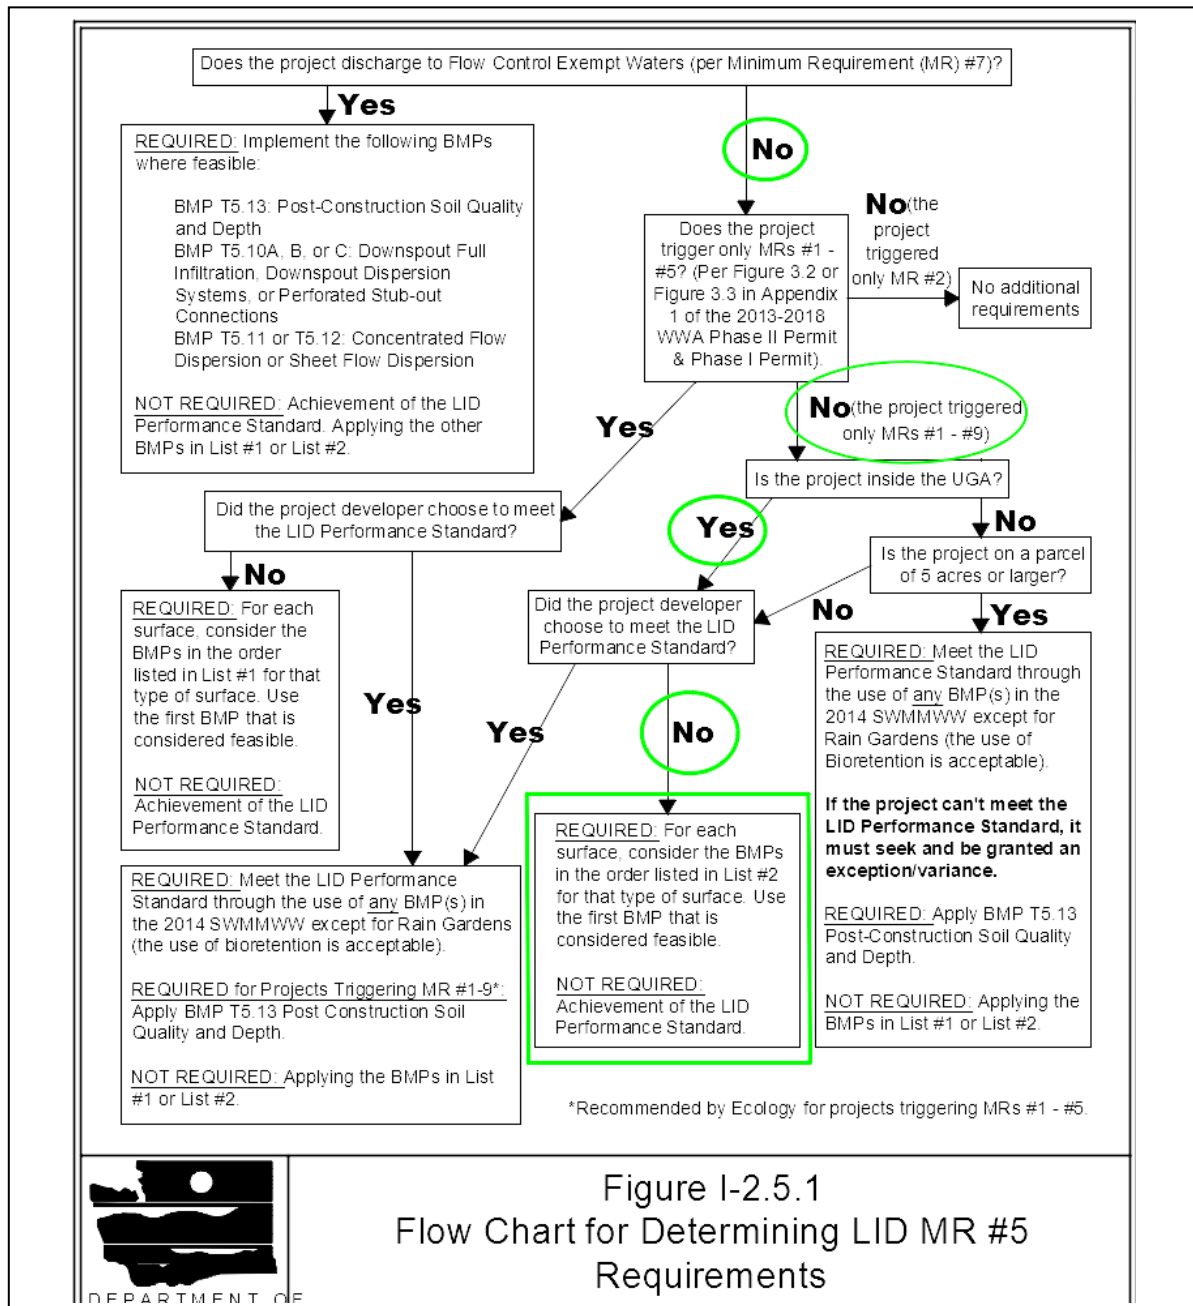 Does the project discharge to Flow Control Exempt Waters (per Minimum Requirement (MR) #7)?
Yes
REQUIRED: Implement the following BMPs
where feasible:
BMP T5.13: Post-Construction Soil Quality
and Depth
BMP T5.10A, B, or C: Downspout Full
Infiltration, Downspout Dispersion
Systems, or Perforated Stub-out
Connections
BMP T5.11 or T5.12: Concentrated Flow
Dispersion or Sheet Flow Dispersion
NOT REQUIRED: Achievement of the LID
Performance Standard. Applying the other
BMPs in List #1 or List #2.
No
Does the project
trigger only MRs #1 -
#5? (Per Figure 3.2 or
Figure 3.3 in Appendix
1 of the 2013-2018
WWA Phase II Permit
& Phase I Permit).
No (the
project
triggered
only MR #2)
No additional
requirements
Yes
No (the project triggered
only MRs #1 - #9)
Is the project inside the UGA?
Did the project developer choose to meet
the LID Performance Standard?
Yes
No
Is the project on a parcel
of 5 acres or larger?
No
REQUIRED: For each
surface, consider the
BMPs in the order
listed in List #1 for that
type of surface. Use
the first BMP that is
considered feasible.
NOT REQUIRED:
Achievement of the LID
Performance Standard.
Yes
Did the project developer
choose to meet the LID
Performance Standard?
No
Yes
Yes
No
REQUIRED: Meet the LID
Performance Standard through
the use of any BMP(s) in the
2014 SWMMWW except for
Rain Gardens (the use of
Bioretention is acceptable).
If the project can't meet the
LID Performance Standard, it
must seek and be granted an
exception/variance.
REQUIRED: Apply BMP T5.13
Post-Construction Soil Quality
and Depth.
NOT REQUIRED: Applying the
BMPs in List #1 or List #2.
REQUIRED: For each
surface, consider the BMPs
in the order listed in List #2
for that type of surface. Use
the first BMP that is
considered feasible.
NOT REQUIRED:
Achievement of the LID
Performance Standard.
REQUIRED: Meet the LID Performance
Standard through the use of any BMP(s) in
the 2014 SWMMWW except for Rain Gardens
(the use of bioretention is acceptable).
REQUIRED for Projects Triggering MR #1-9*:
Apply BMP T5.13 Post Construction Soil
Quality and Depth.
NOT REQUIRED: Applying the BMPs in List
#1 or List #2.
*Recommended by Ecology for projects triggering MRs #1 - #5.
Figure I-2.5.1
Flow Chart for Determining LID MR #5
Requirements
DEPARTMENT OF